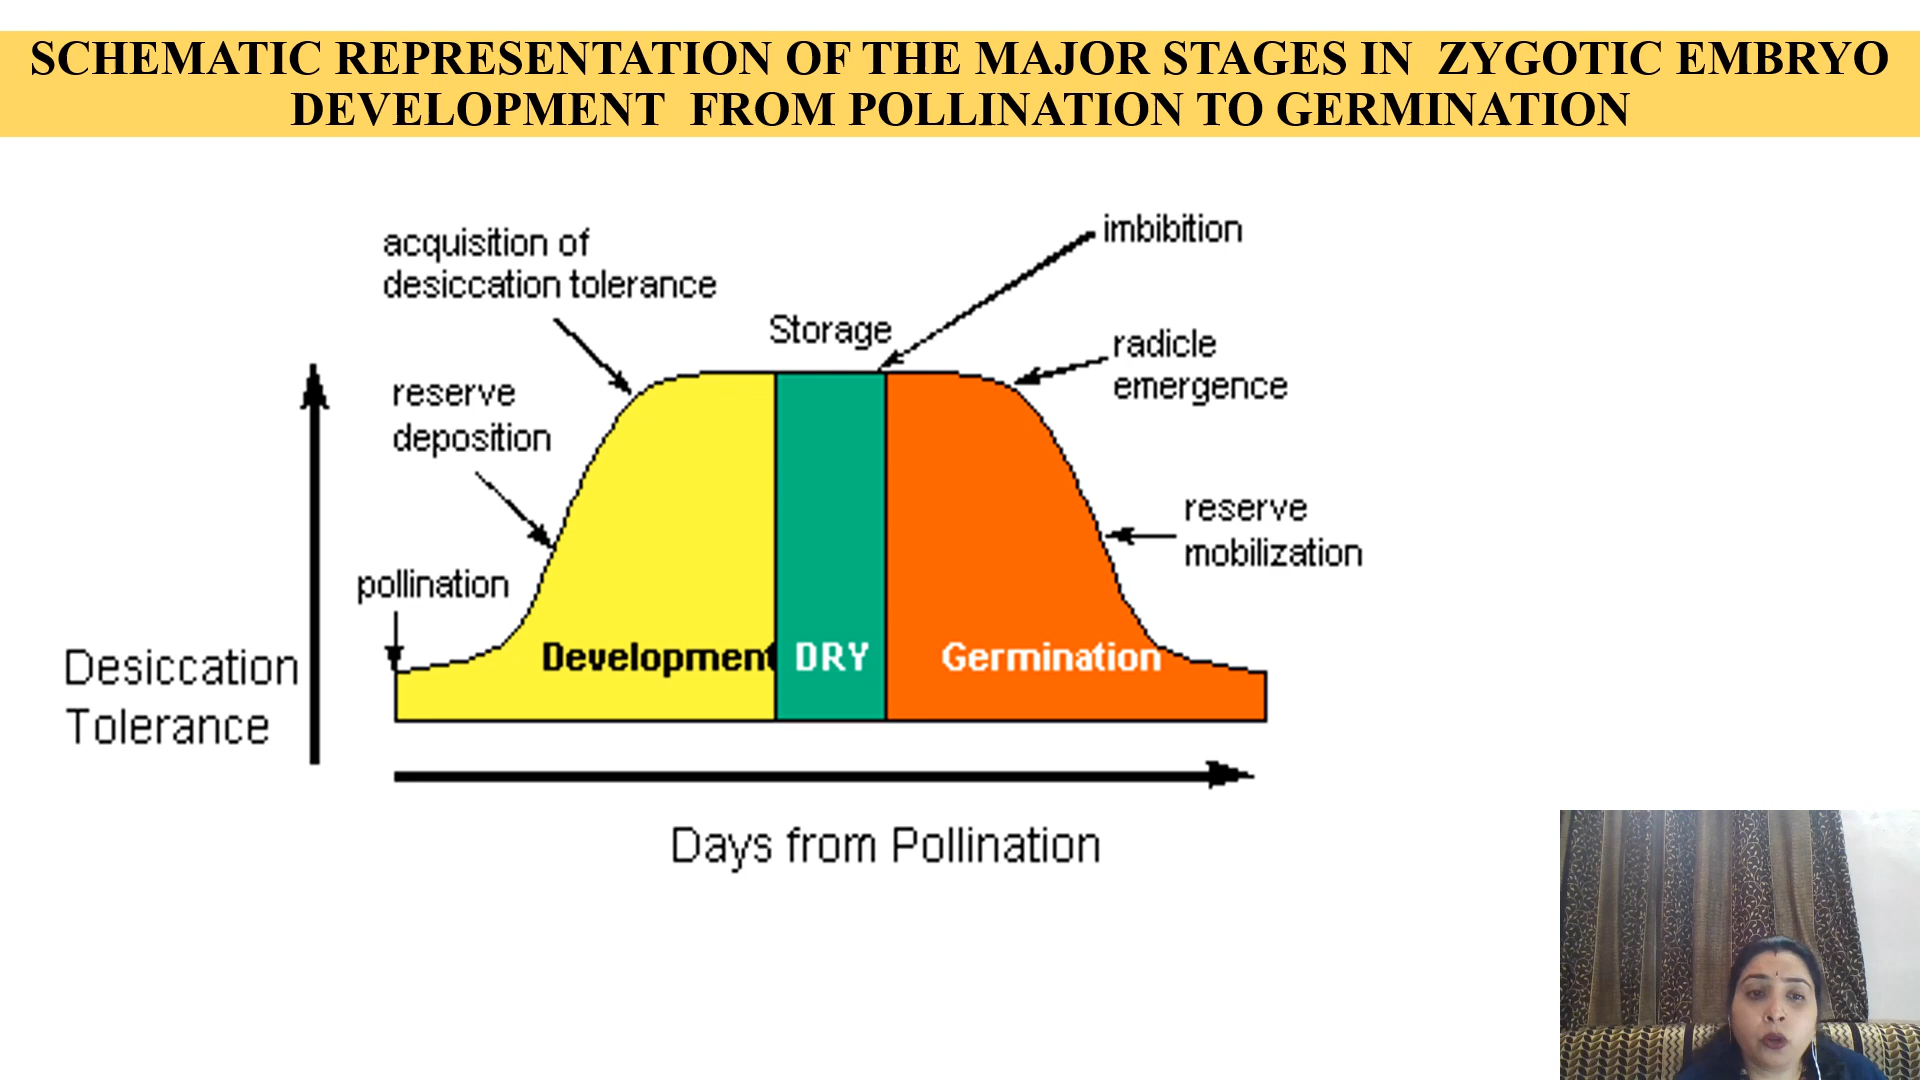 SCHEMATIC REPRESENTATION OF THE MAJOR STAGES IN ZYGOTIC EMBRYO
DEVELOPMENT FROM POLLINATION TO GERMINATION
acquisition of
desiccation tolerance
imbibition
Storage
radicle
emergence
reserve
deposition
reserve
mobilization
pollination
Development
DRY
Germination
Desiccation
Tolerance
Days from Pollination